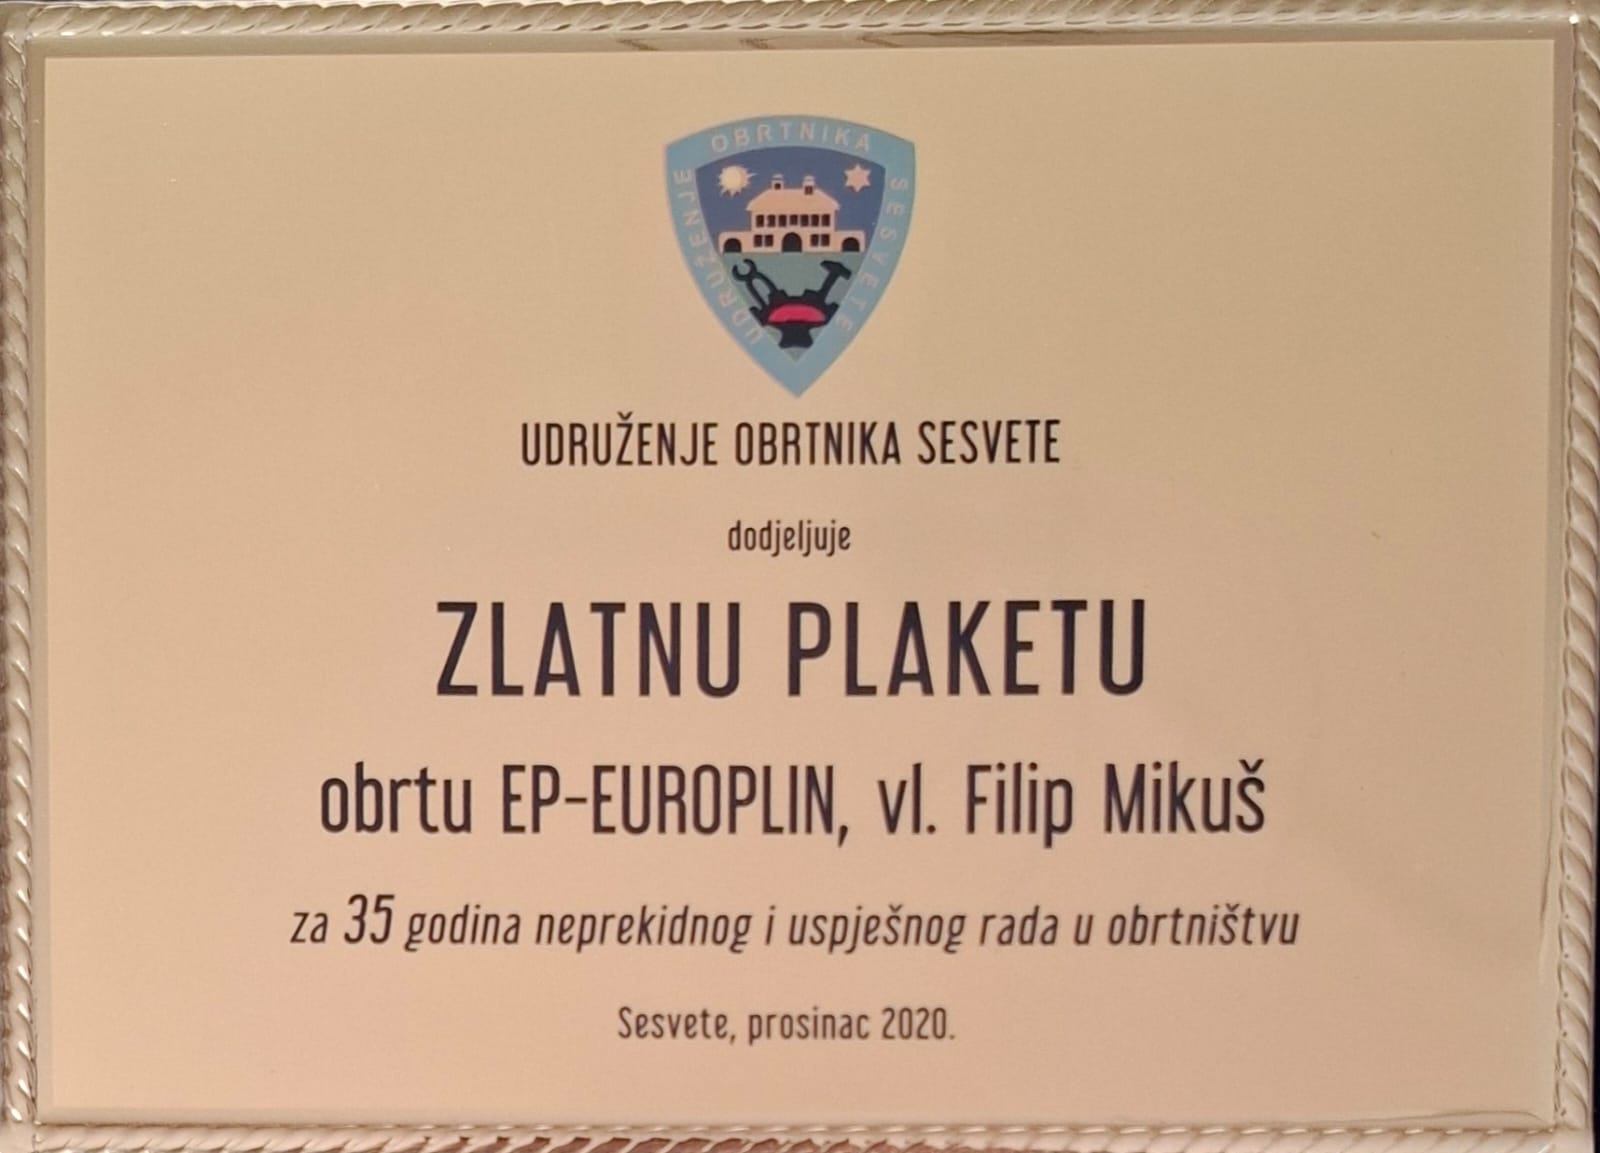 UDRUŽENJE OBRTNIKA SESVETE
UDRUŽENJE OBRTNIKA SESVETE
dodjeljuje
ZLATNU PLAKETU
obrtu EP-EUROPLIN, vl. Filip Mikuš
za 35 godina neprekidnog i uspješnog rada u obrtništvu
Sesvete, prosinac 2020.